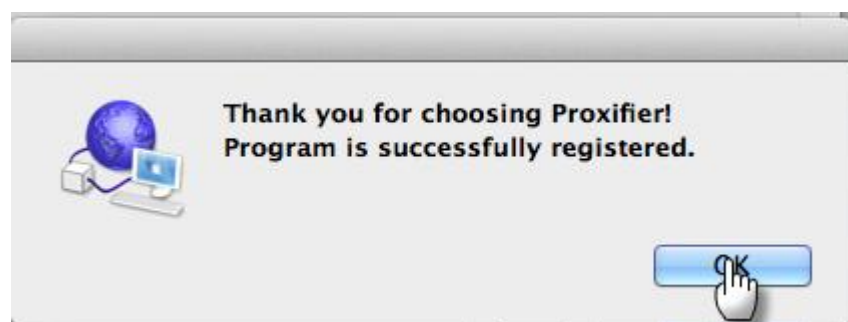 Thank you for choosing Proxifier!
Program is successfully registered.
OK